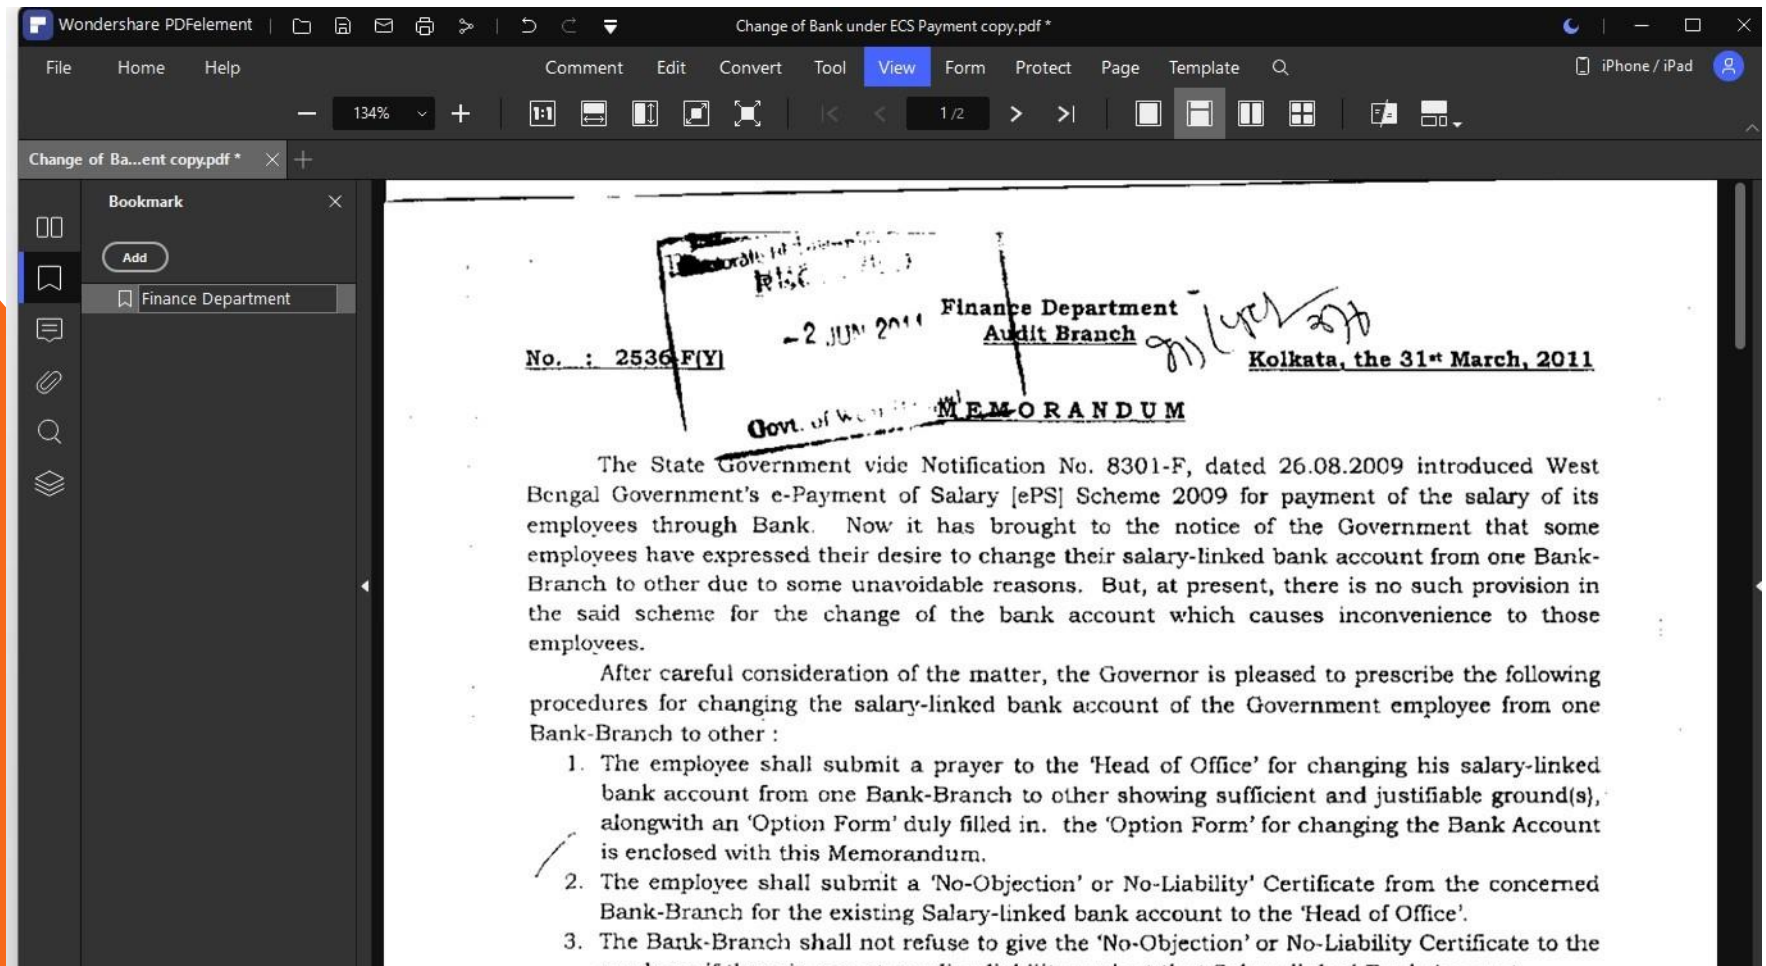 Wondershare PDFelement
Change of Bank under ECS Payment copy.pdf *
File Home Help
Comment Edit Convert Tool View Form Protect Page Template
iPhone / iPad
134%
1:1
1 /2
Change of Ba...ent copy.pdf *
Bookmark
Add
Finance Department
- 2 JUN 2011
Finance Department
Audit Branch
No. : 2536-F(Y)
Kolkata, the 31st March, 2011
Govt. of
MEMORANDUM
The State Government vide Notification No. 8301-F, dated 26.08.2009 introduced West
Bengal Government's e-Payment of Salary [ePS] Scheme 2009 for payment of the salary of its
employees through Bank. Now it has brought to the notice of the Government that some
employees have expressed their desire to change their salary-linked bank account from one Bank-
Branch to other due to some unavoidable reasons. But, at present, there is no such provision in
the said scheme for the change of the bank account which causes inconvenience to those
employees.
After careful consideration of the matter, the Governor is pleased to prescribe the following
procedures for changing the salary-linked bank account of the Government employee from one
Bank-Branch to other :
1. The employee shall submit a prayer to the 'Head of Office' for changing his salary-linked
bank account from one Bank-Branch to other showing sufficient and justifiable ground(s),
alongwith an 'Option Form' duly filled in. the 'Option Form' for changing the Bank Account
is enclosed with this Memorandum.
2. The employee shall submit a 'No-Objection' or No-Liability' Certificate from the concerned
Bank-Branch for the existing Salary-linked bank account to the 'Head of Office'.
3. The Bank-Branch shall not refuse to give the 'No-Objection' or No-Liability Certificate to the